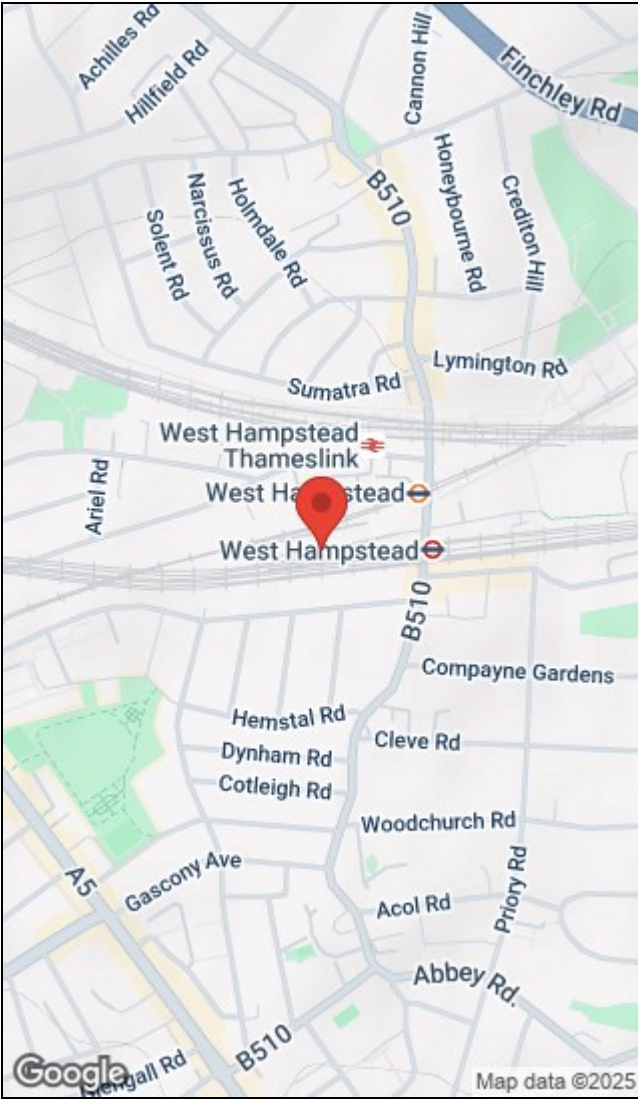 Achilles Rd
Hillfield Rd
Cannon Hill
Finchley Rd
B510
Honeybourne Rd
Crediton Hill
Solent Rd
Narcissus Rd
Holmdale Rd
Lymington Rd
Sumatra Rd
West Hampstead
Thameslink
Ariel Rd
West Hampstead
West Hampstead
B510
Compayne Gardens
Hemstal Rd
Cleve Rd
Dynham Rd
Cotleigh Rd
Woodchurch Rd
A5
Gascony Ave
Acol Rd
Priory Rd
Abbey Rd.
B510
Glengall Rd
Google
Map data ©2025